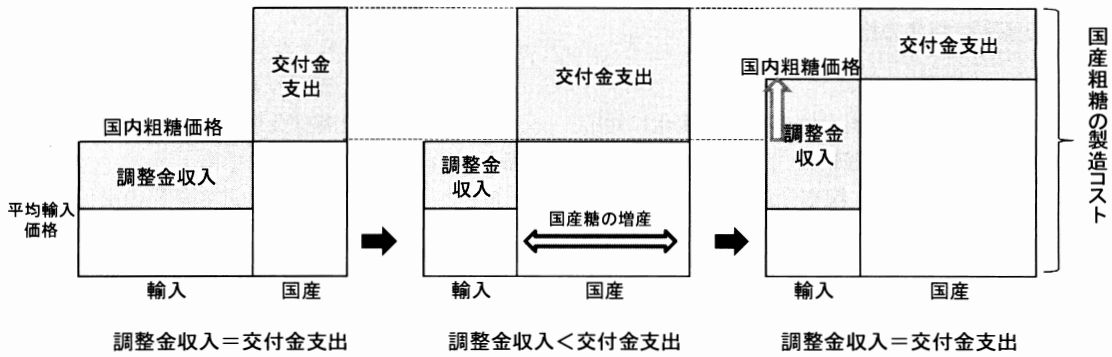 交付金
支出
国内粗糖価格
調整金収入
平均輸入
価格
輸入
国産
調整金収入=交付金支出
交付金支出
調整金
収入
国産糖の増産
輸入
国産
調整金収入<交付金支出
交付金支出
国内粗糖価格
調整金
収入
輸入
国産
調整金収入=交付金支出
国産粗糖の製造コスト